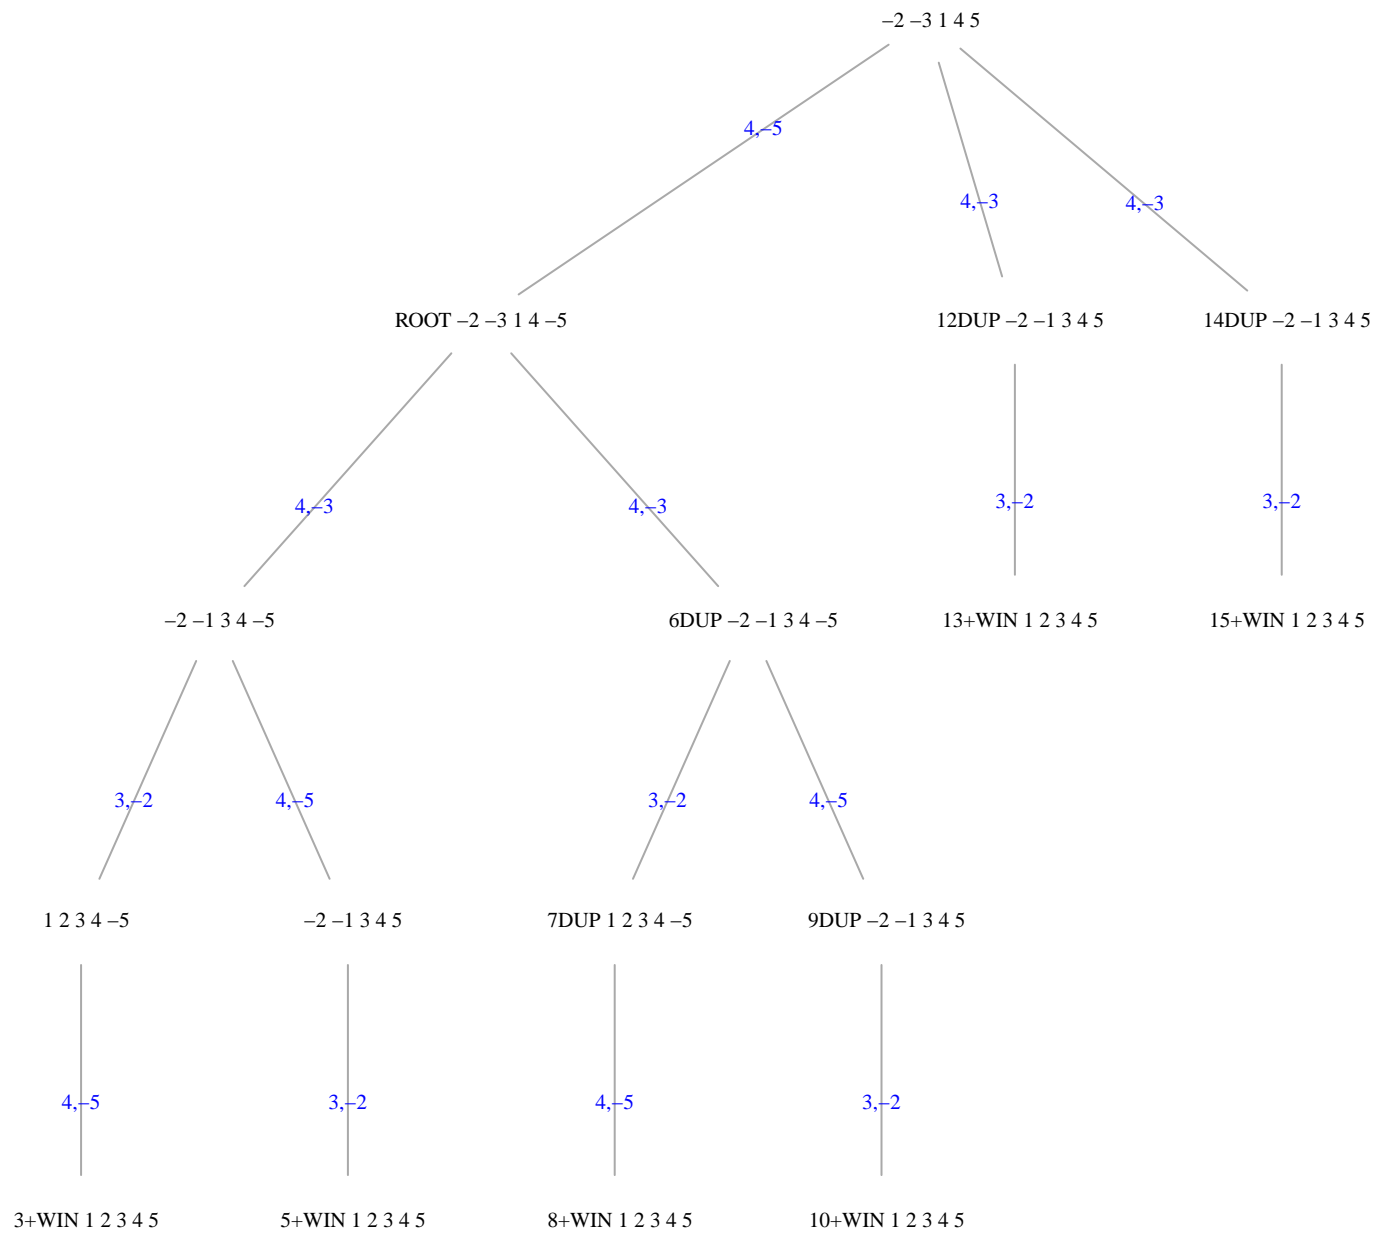 –2 –3 1 4 5
4,–5
4,–3
4,–3
ROOT –2 –3 1 4 –5
12DUP –2 –1 3 4 5
14DUP –2 –1 3 4 5
4,–3
4,–3
3,–2
3,–2
–2 –1 3 4 –5
6DUP –2 –1 3 4 –5
13+WIN 1 2 3 4 5
15+WIN 1 2 3 4 5
3,–2
4,–5
3,–2
4,–5
1 2 3 4 –5
–2 –1 3 4 5
7DUP 1 2 3 4 –5
9DUP –2 –1 3 4 5
4,–5
3,–2
4,–5
3,–2
3+WIN 1 2 3 4 5
5+WIN 1 2 3 4 5
8+WIN 1 2 3 4 5
10+WIN 1 2 3 4 5